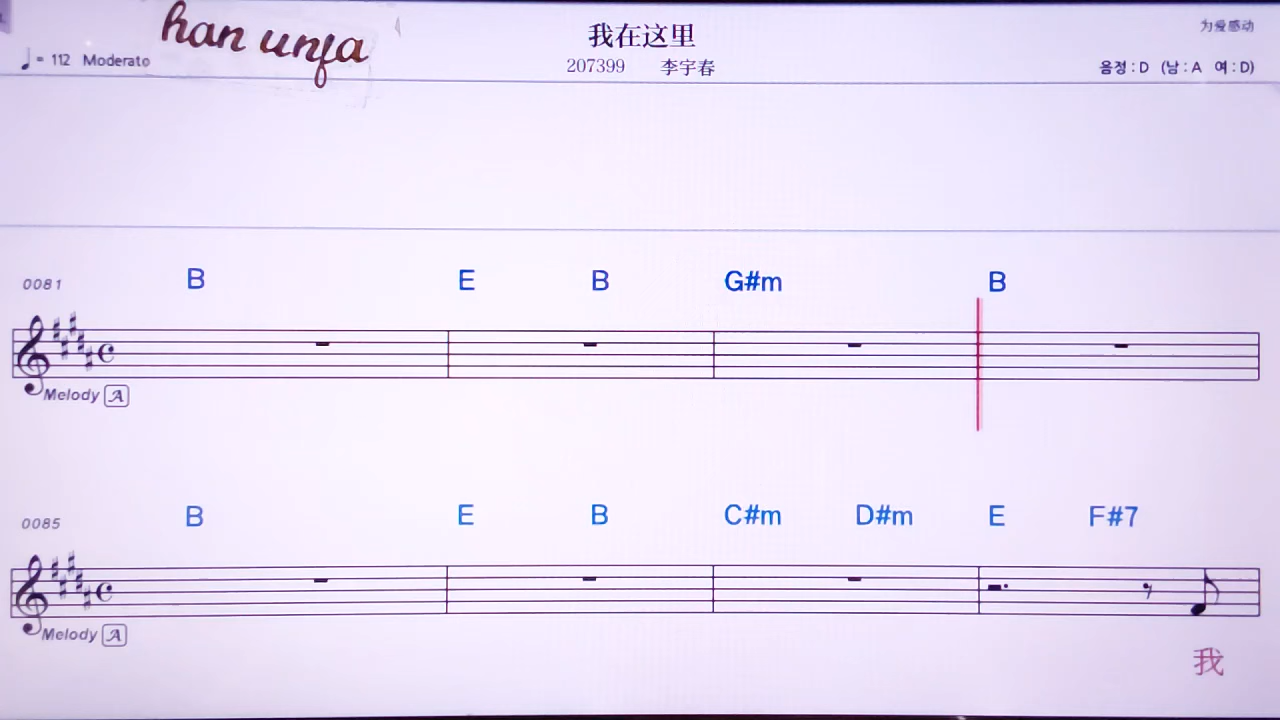 han unfa
我在这里
为爱感动
♩= 112 Moderato
207399 李宇春
음정 : D (남 : A 여 : D)
0081 B E B G#m B
Melody A
0085 B E B C#m D#m E F#7
Melody A
我